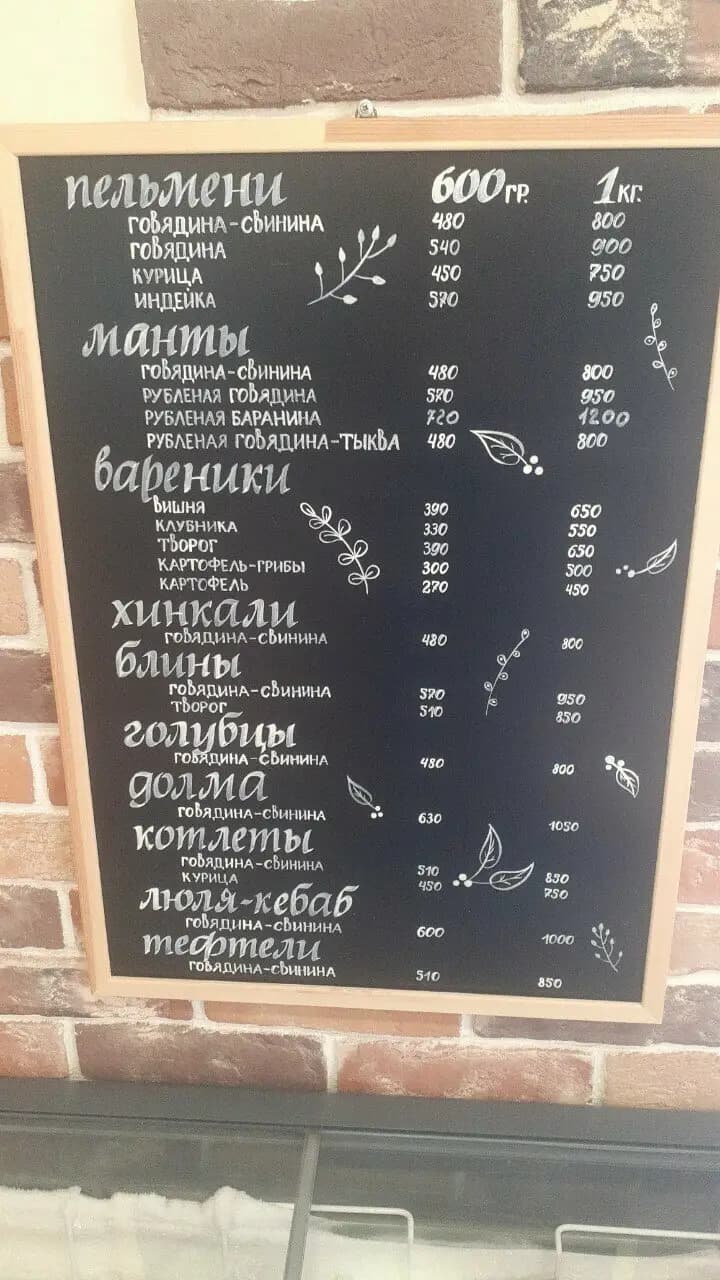 пельмени 600гр. 1кг.
говядина-свинина 480 800
говядина 540 900
курица 450 750
индейка 570 950
манты
говядина-свинина 480 800
рубленая говядина 570 950
рубленая баранина 720 1200
рубленая говядина-тыква 480 800
вареники
вишня 390 650
клубника 330 550
творог 390 650
картофель-грибы 300 500
картофель 270 450
хинкали
говядина-свинина 480 800
блины
говядина-свинина 570 950
творог 510 850
голубцы
говядина-свинина 480 800
долма
говядина-свинина 630 1050
котлеты
говядина-свинина 510 850
курица 450 750
люля-кебаб
говядина-свинина 600 1000
тефтели
говядина-свинина 510 850